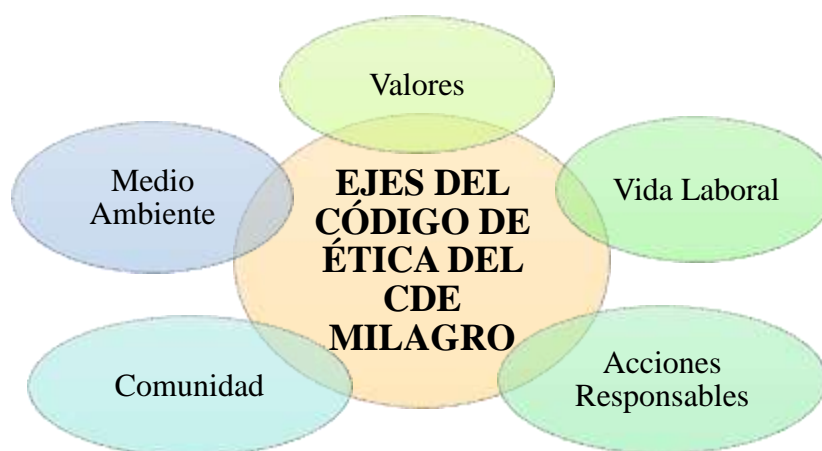 Valores
Medio
Ambiente
EJES DEL
CÓDIGO DE
ÉTICA DEL
CDE
MILAGRO
Vida Laboral
Comunidad
Acciones
Responsables